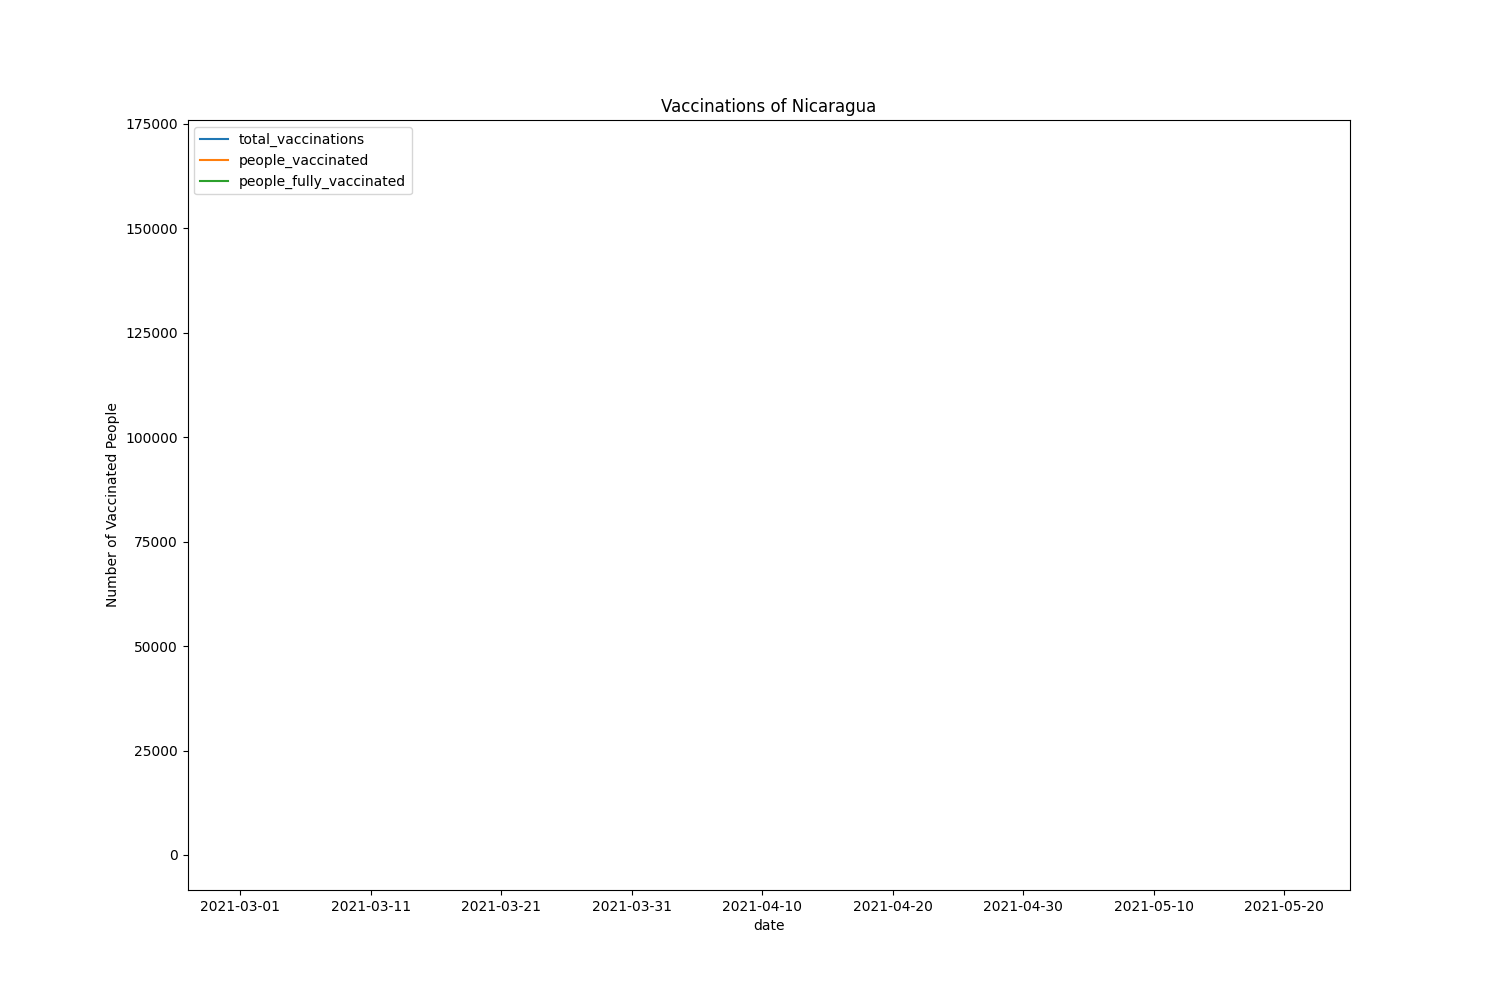 Vaccinations of Nicaragua
175000
150000
125000
100000
75000
50000
25000
0
Number of Vaccinated People
total_vaccinations
people_vaccinated
people_fully_vaccinated
2021-03-01 2021-03-11 2021-03-21 2021-03-31 2021-04-10 2021-04-20 2021-04-30 2021-05-10 2021-05-20
date